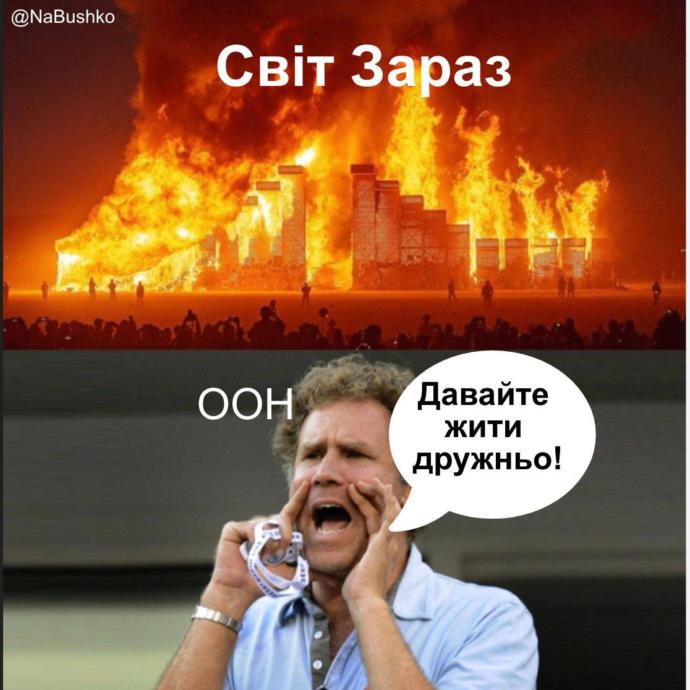 @NaBushko
Світ Зараз
ООН
Давайте
жити
дружньо!